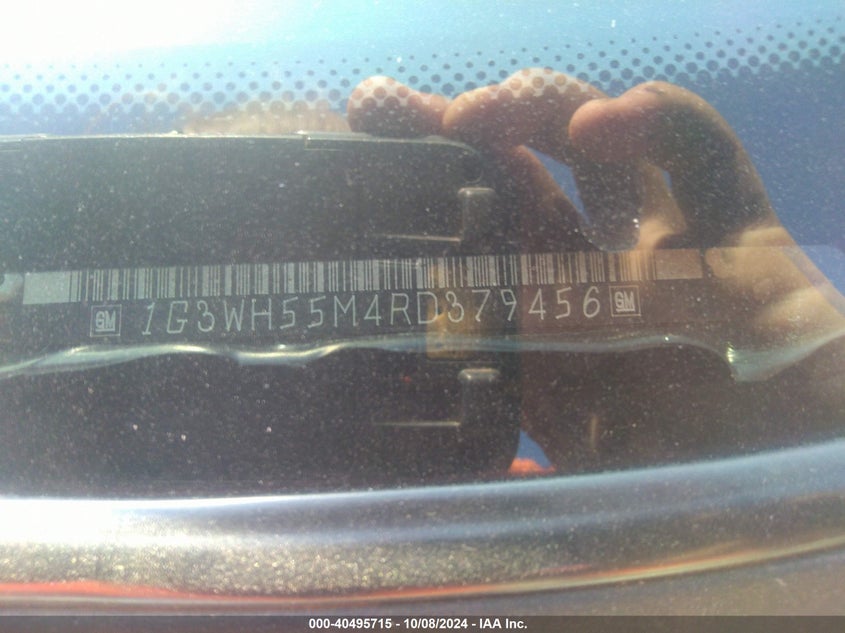 GM 1G3WH55M4RD379456 GM
000-40495715 - 10/08/2024 - IAA Inc.